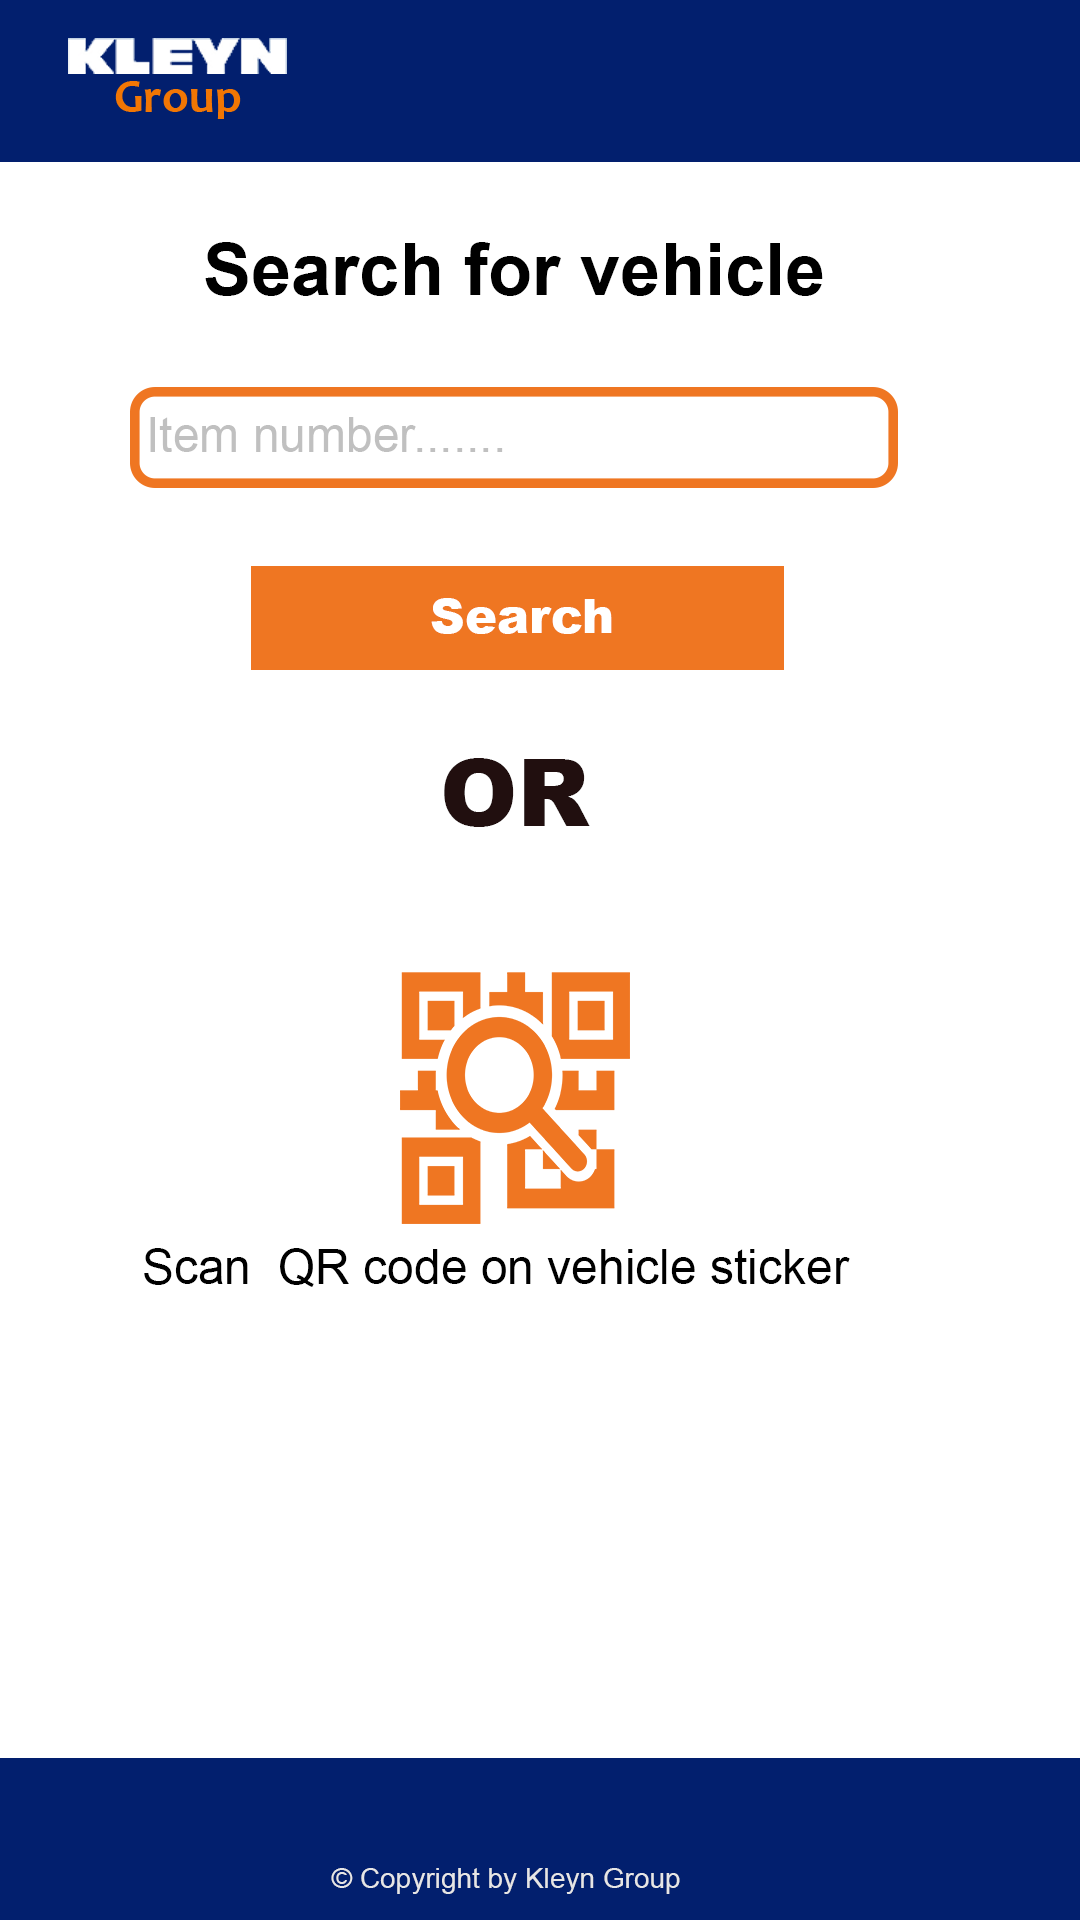 KLEYN
Group
Search for vehicle
Item number.......
Search
OR
Scan  QR code on vehicle sticker
© Copyright by Kleyn Group